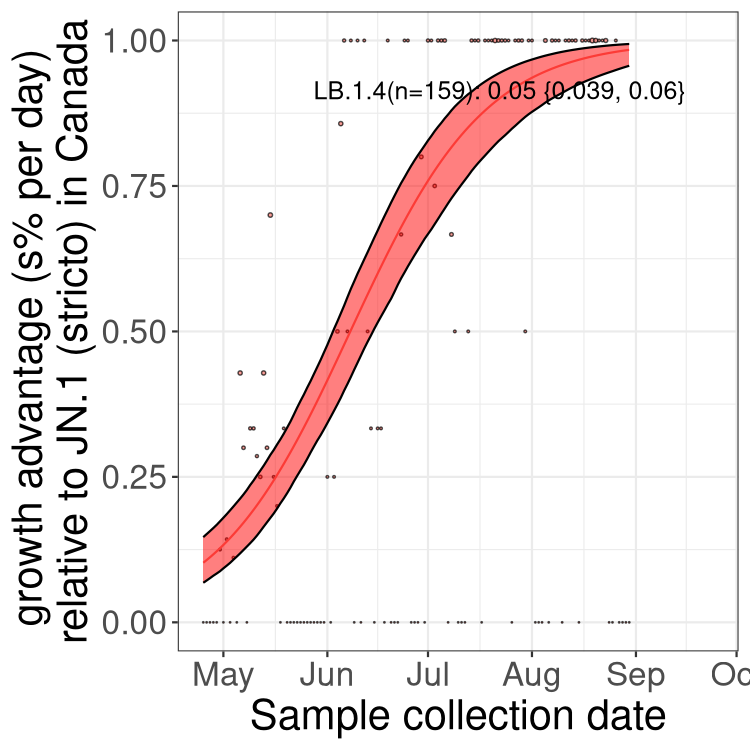 growth advantage (s% per day)
relative to JN.1 (stricto) in Canada
1.00
0.75
0.50
0.25
0.00
LB.1.4(n=159): 0.05 {0.039, 0.06}
May Jun Jul Aug Sep Oc
Sample collection date